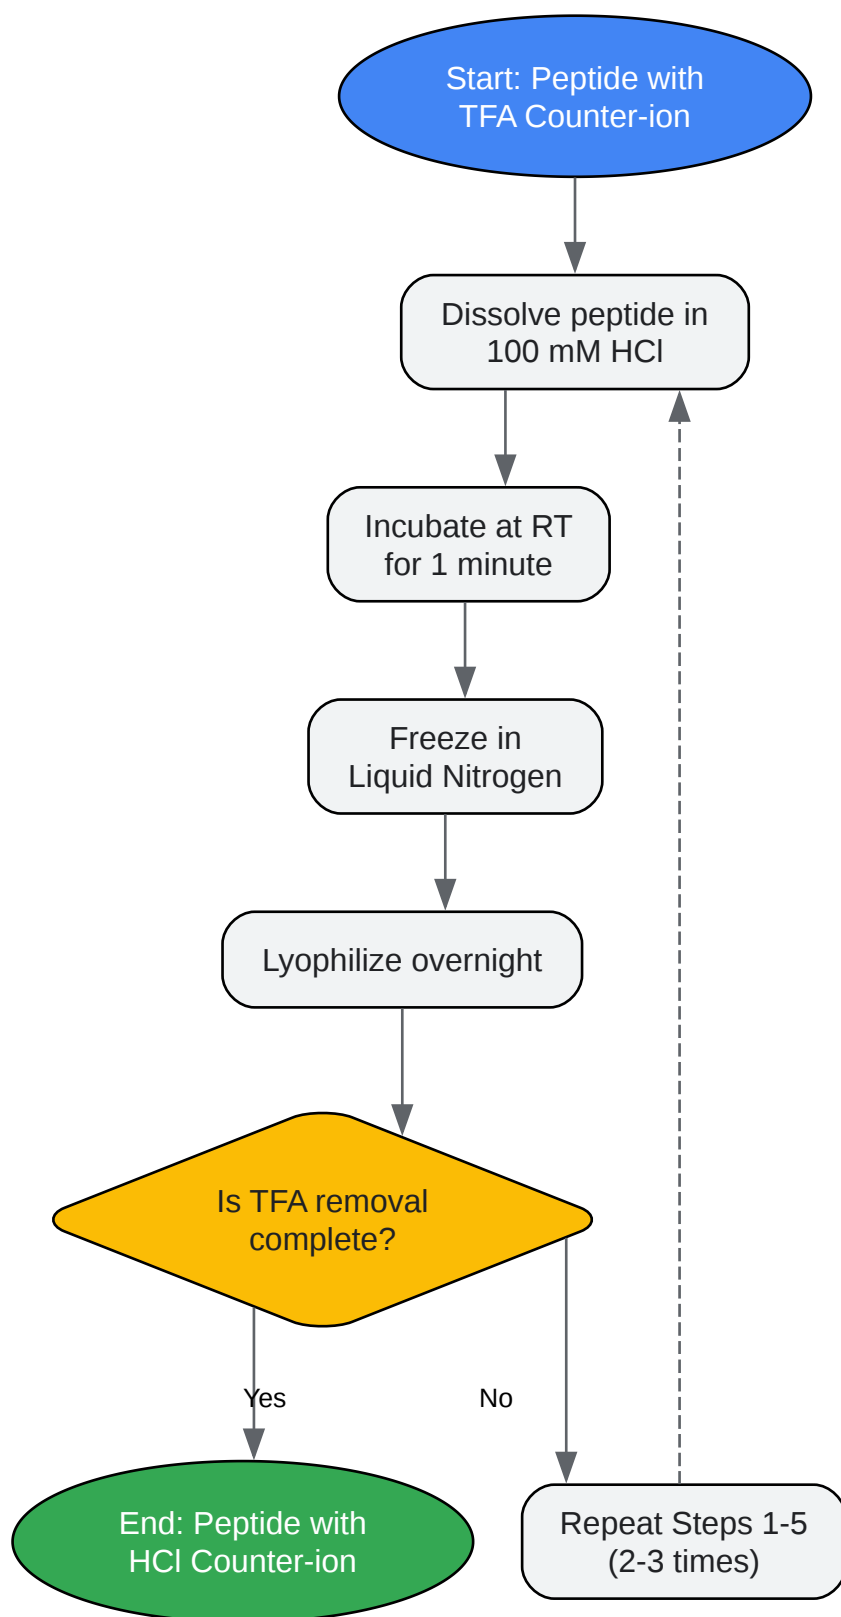 Start: Peptide with
TFA Counter-ion
Dissolve peptide in
100 mM HCl
Incubate at RT
for 1 minute
Freeze in
Liquid Nitrogen
Lyophilize overnight
Is TFA removal
complete?
Yes
No
End: Peptide with
HCl Counter-ion
Repeat Steps 1-5
(2-3 times)